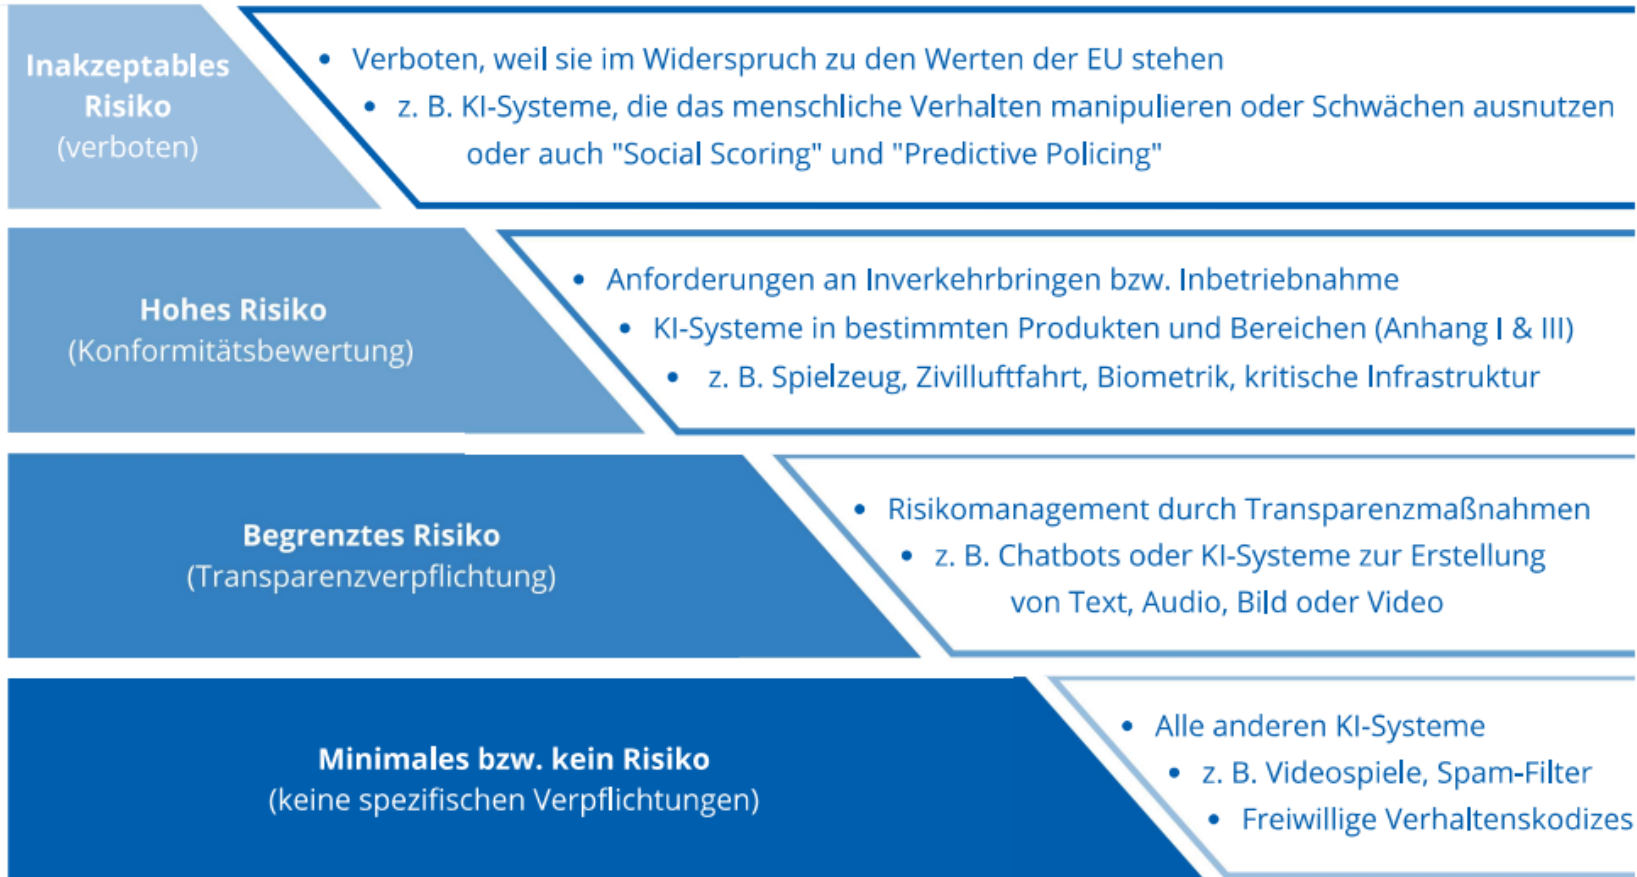 Inakzeptables
Risiko
(verboten)
• Verboten, weil sie im Widerspruch zu den Werten der EU stehen
• z. B. KI-Systeme, die das menschliche Verhalten manipulieren oder Schwächen ausnutzen
oder auch "Social Scoring" und "Predictive Policing"
Hohes Risiko
(Konformitätsbewertung)
• Anforderungen an Inverkehrbringen bzw. Inbetriebnahme
• KI-Systeme in bestimmten Produkten und Bereichen (Anhang I & III)
• z. B. Spielzeug, Zivilluftfahrt, Biometrik, kritische Infrastruktur
Begrenztes Risiko
(Transparenzverpflichtung)
• Risikomanagement durch Transparenzmaßnahmen
• z. B. Chatbots oder KI-Systeme zur Erstellung
von Text, Audio, Bild oder Video
Minimales bzw. kein Risiko
(keine spezifischen Verpflichtungen)
• Alle anderen KI-Systeme
• z. B. Videospiele, Spam-Filter
• Freiwillige Verhaltenskodizes